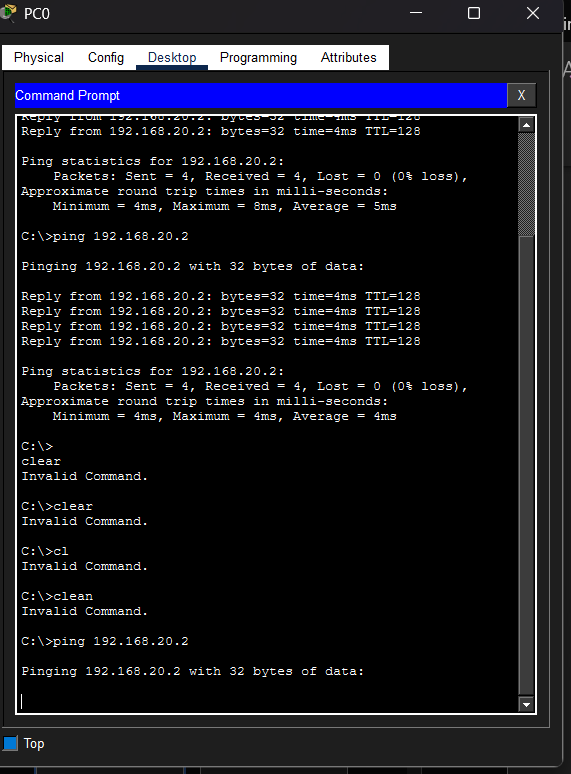 PC0
Physical Config Desktop Programming Attributes
Command Prompt X
Reply from 192.168.20.2: bytes=32 time=4ms TTL=128
Reply from 192.168.20.2: bytes=32 time=4ms TTL=128
Ping statistics for 192.168.20.2:
Packets: Sent = 4, Received = 4, Lost = 0 (0% loss),
Approximate round trip times in milli-seconds:
Minimum = 4ms, Maximum = 8ms, Average = 5ms
C:\>ping 192.168.20.2
Pinging 192.168.20.2 with 32 bytes of data:
Reply from 192.168.20.2: bytes=32 time=4ms TTL=128
Reply from 192.168.20.2: bytes=32 time=4ms TTL=128
Reply from 192.168.20.2: bytes=32 time=4ms TTL=128
Reply from 192.168.20.2: bytes=32 time=4ms TTL=128
Ping statistics for 192.168.20.2:
Packets: Sent = 4, Received = 4, Lost = 0 (0% loss),
Approximate round trip times in milli-seconds:
Minimum = 4ms, Maximum = 4ms, Average = 4ms
C:\>
clear
Invalid Command.
C:\>clear
Invalid Command.
C:\>cl
Invalid Command.
C:\>clean
Invalid Command.
C:\>ping 192.168.20.2
Pinging 192.168.20.2 with 32 bytes of data:
Top